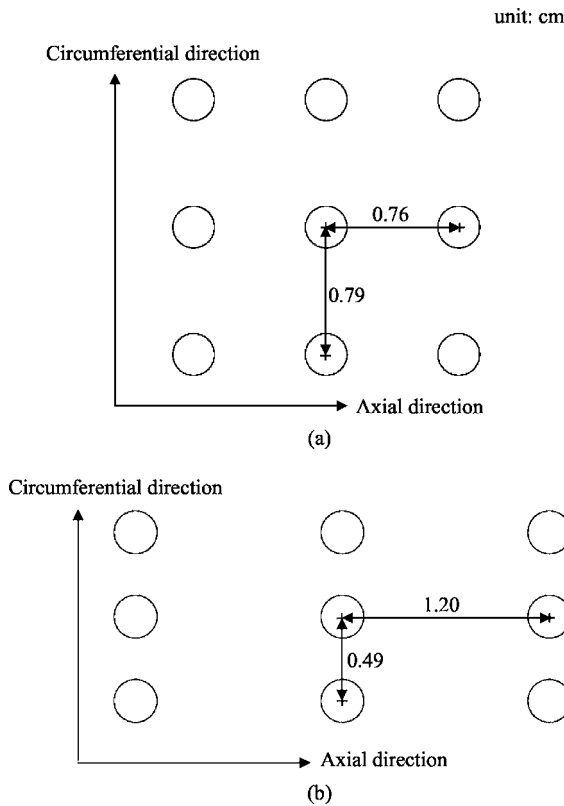 unit: cm
Circumferential direction
0.76
0.79
Axial direction
(a)
Circumferential direction
1.20
0.49
Axial direction
(b)